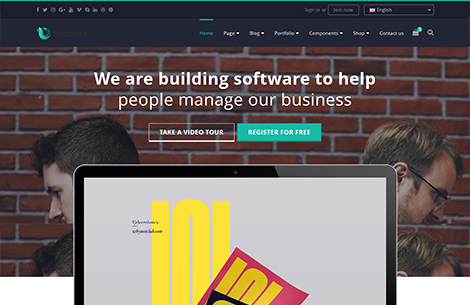 Sign in or Join now English
Home Page Blog Portfolio Components Shop Contact us
We are building software to help
people manage our business
TAKE A VIDEO TOUR REGISTER FOR FREE